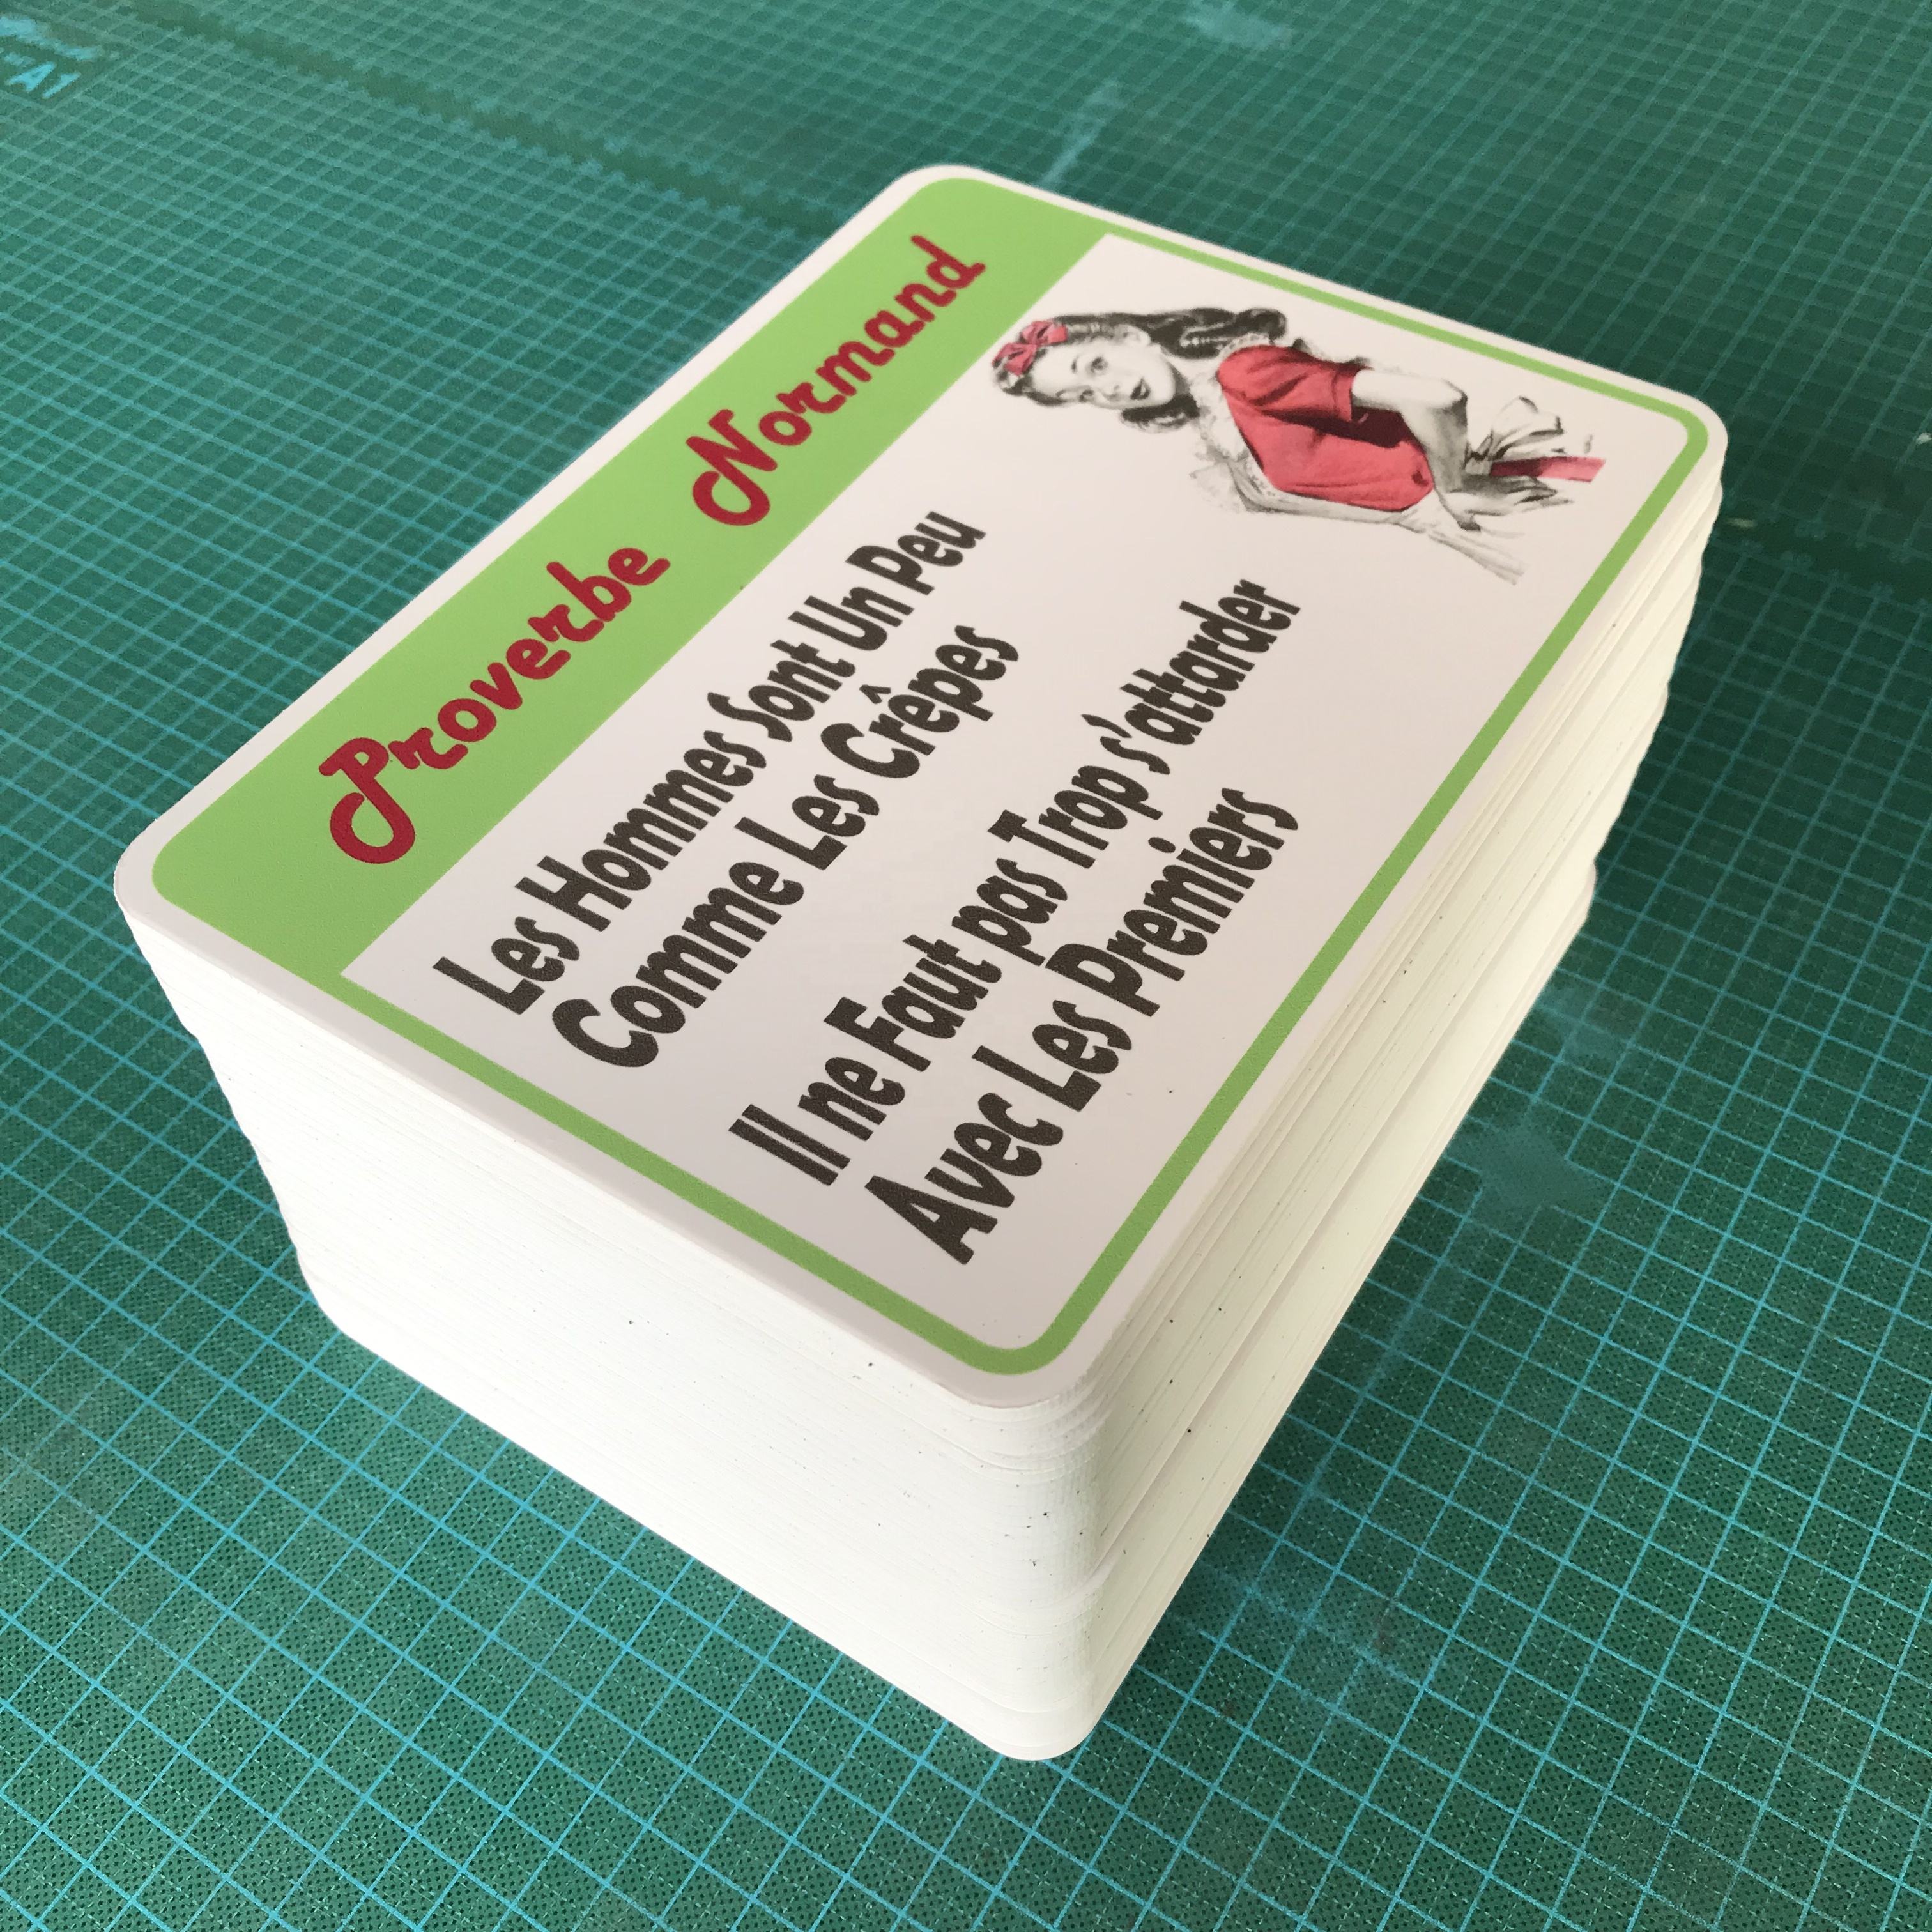 Proverbe Normand
Les Hommes Sont Un Peu
Comme Les Crêpes
Il ne Faut pas Trop s'attarder
Avec Les Premiers
A1